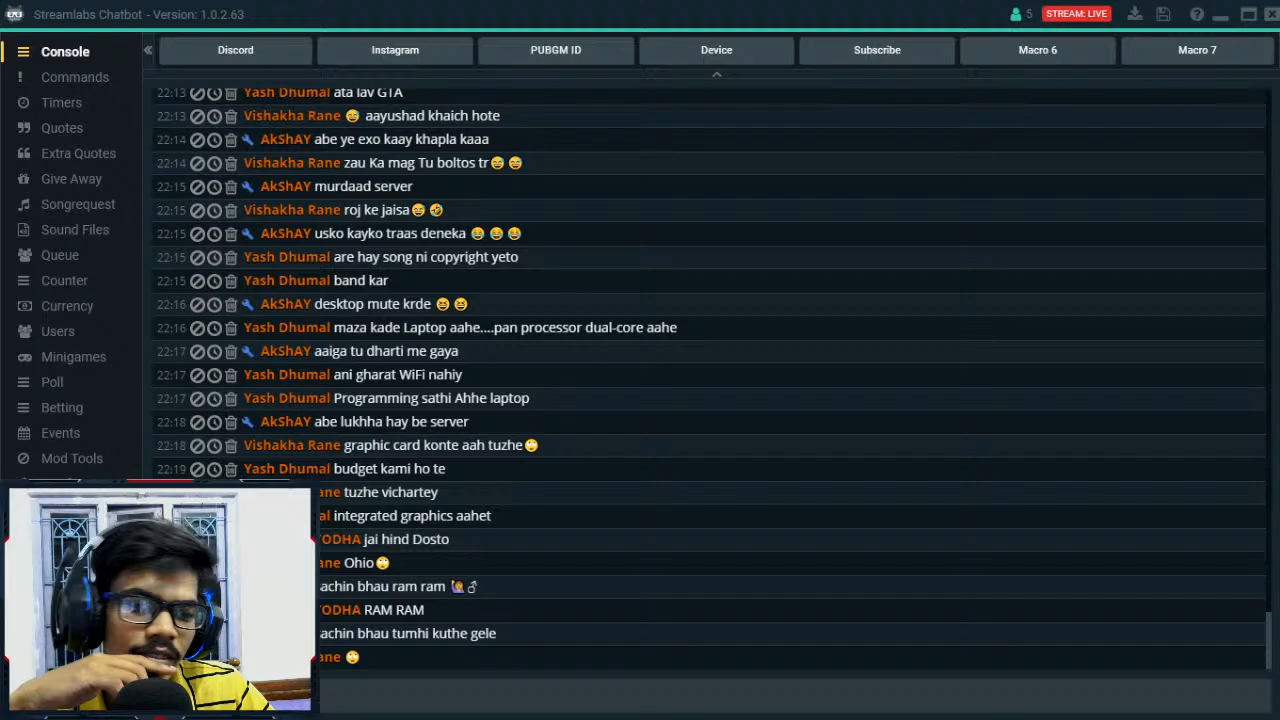 Streamlabs Chatbot - Version: 1.0.2.63
5
STREAM: LIVE
Console
Commands
Timers
Quotes
Extra Quotes
Give Away
Songrequest
Sound Files
Queue
Counter
Currency
Users
Minigames
Poll
Betting
Events
Mod Tools
Discord
Instagram
PUBGM ID
Device
Subscribe
Macro 6
Macro 7
22:13 Yash Dhumal ata lav GTA
22:13 Vishakha Rane 😅 aayushad khaich hote
22:14 AkShAY abe ye exo kaay khapla kaaa
22:14 Vishakha Rane zau Ka mag Tu boltos tr😅 😅
22:15 AkShAY murdaad server
22:15 Vishakha Rane roj ke jaisa😅 🤣
22:15 AkShAY usko kayko traas deneka 😂 😂 😂
22:15 Yash Dhumal are hay song ni copyright yeto
22:15 Yash Dhumal band kar
22:16 AkShAY desktop mute krde 😆 😆
22:16 Yash Dhumal maza kade Laptop aahe....pan processor dual-core aahe
22:17 AkShAY aaiga tu dharti me gaya
22:17 Yash Dhumal ani gharat WiFi nahiy
22:17 Yash Dhumal Programming sathi Ahhe laptop
22:18 AkShAY abe lukhha hay be server
22:18 Vishakha Rane graphic card konte aah tuzhe🙄
22:19 Yash Dhumal budget kami ho te
ane tuzhe vichartey
al integrated graphics aahet
ODHA jai hind Dosto
ane Ohio🙄
achin bhau ram ram 🙋♂
ODHA RAM RAM
achin bhau tumhi kuthe gele
ane 🙄